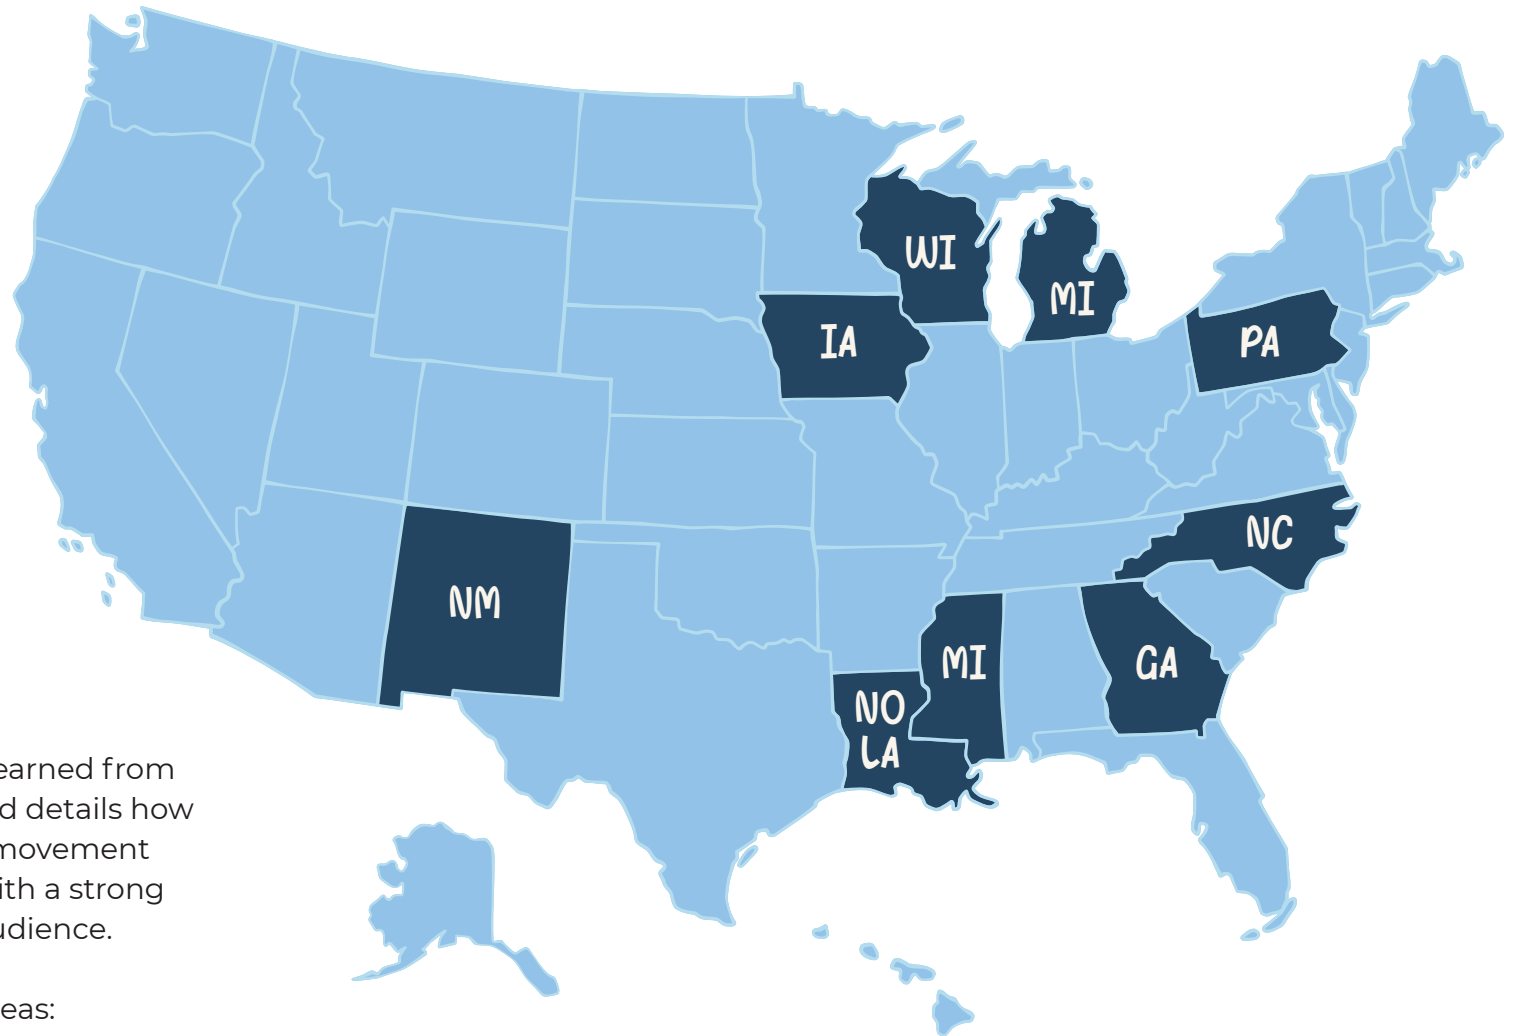 WI
MI
IA
PA
NC
NM
MI
GA
NO
LA
earned from
d details how
movement
ith a strong
udience.
eas: